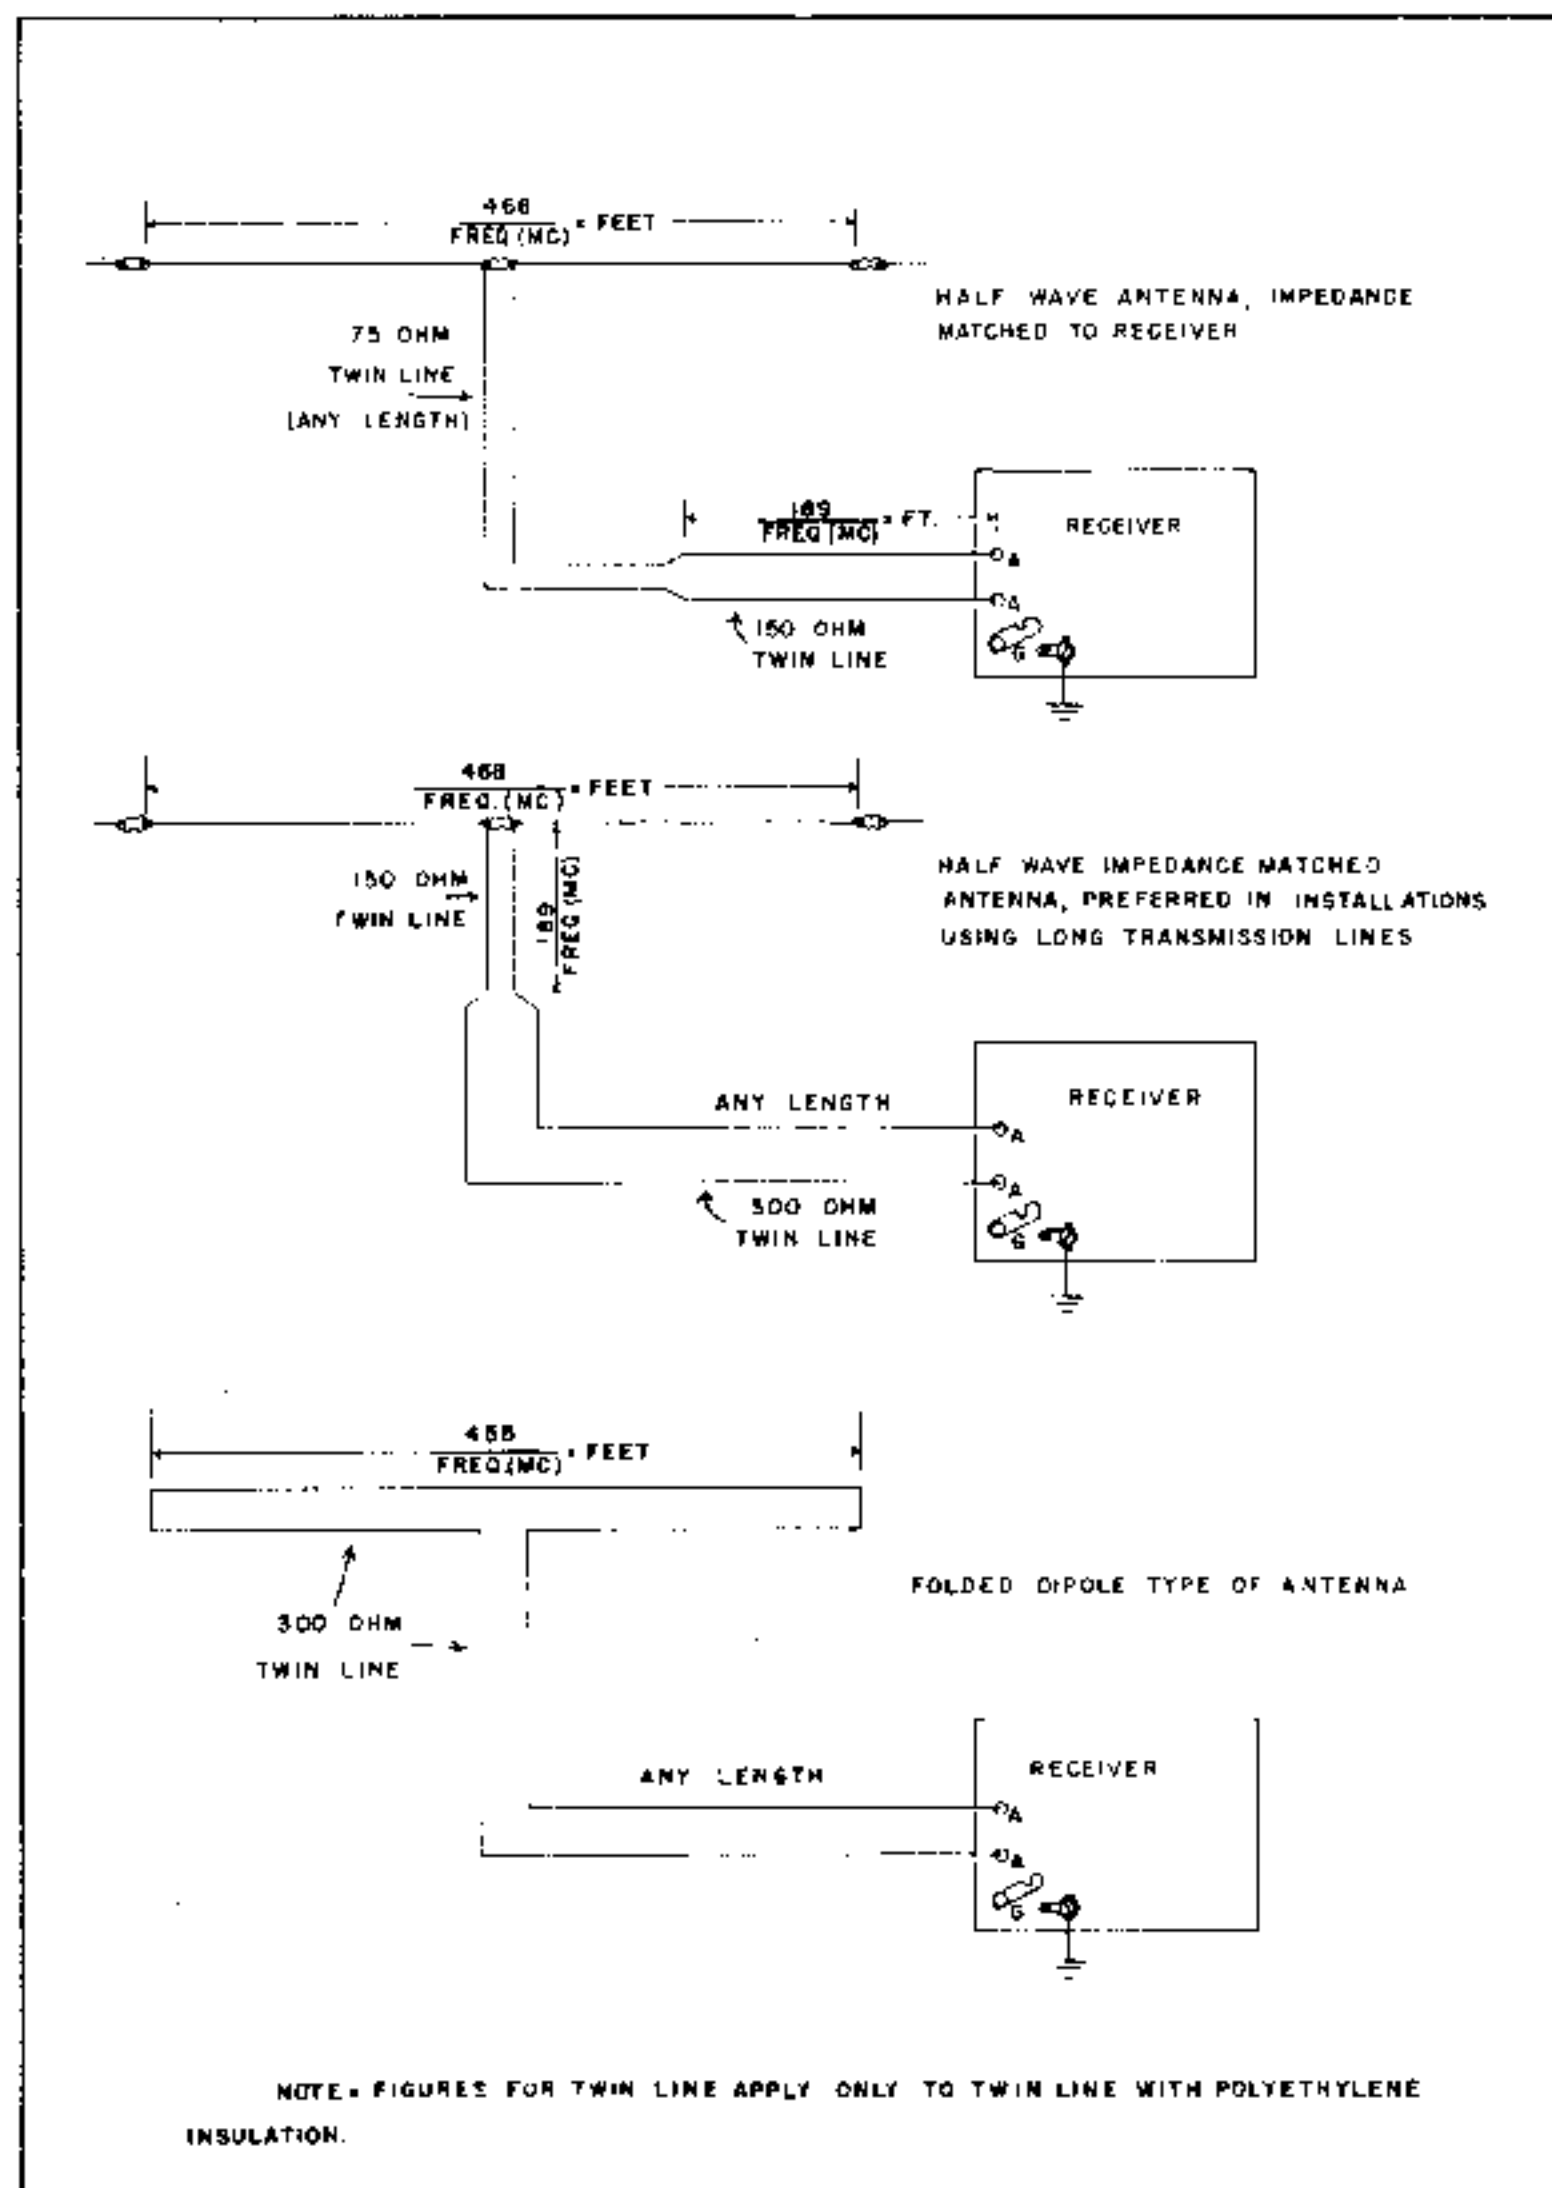 468
FREQ (MC) = FEET
HALF WAVE ANTENNA, IMPEDANCE
MATCHED TO RECEIVER
75 OHM
TWIN LINE
(ANY LENGTH)
189
FREQ (MC) = FT.
RECEIVER
A
A
G
150 OHM
TWIN LINE
468
FREQ. (MC) = FEET
150 OHM
TWIN LINE
189
FREQ (MC)
HALF WAVE IMPEDANCE MATCHED
ANTENNA, PREFERRED IN INSTALLATIONS
USING LONG TRANSMISSION LINES
ANY LENGTH
RECEIVER
A
A
G
300 OHM
TWIN LINE
FREQ.(MC) = FEET
FOLDED DIPOLE TYPE OF ANTENNA
300 OHM
TWIN LINE
ANY LENGTH
RECEIVER
A
A
G
NOTE= FIGURES FOR TWIN LINE APPLY ONLY TO TWIN LINE WITH POLYETHYLENE
INSULATION.